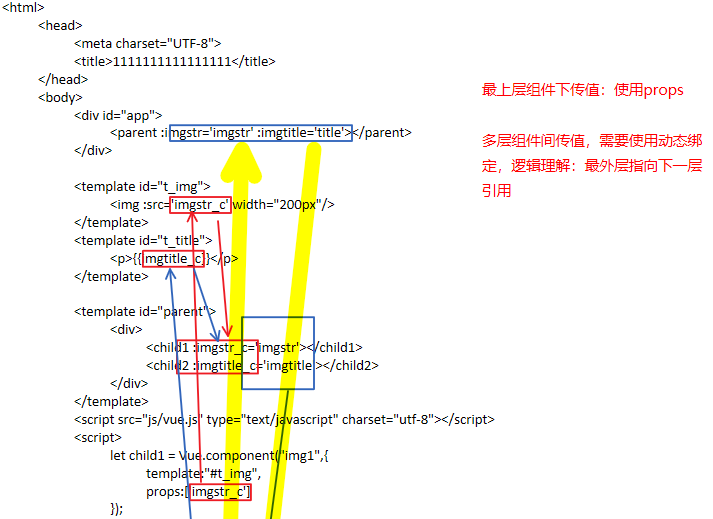 <html>
<head>
<meta charset="UTF-8">
<title>1111111111111111</title>
</head>
<body>
<div id="app">
<parent :imgstr='imgstr' :imgtitle='title'></parent>
</div>
<template id="t_img">
<img :src='imgstr_c' width="200px"/>
</template>
<template id="t_title">
<p>{{imgtitle_c}}</p>
</template>
<template id="parent">
<div>
<child1 :imgstr_c='imgstr'></child1>
<child2 :imgtitle_c='imgtitle'></child2>
</div>
</template>
<script src="js/vue.js" type="text/javascript" charset="utf-8"></script>
<script>
let child1 = Vue.component("img1",{
template:"#t_img",
props:['imgstr_c']
});
最上层组件下传值：使用props
多层组件间传值，需要使用动态绑
定，逻辑理解：最外层指向下一层
引用